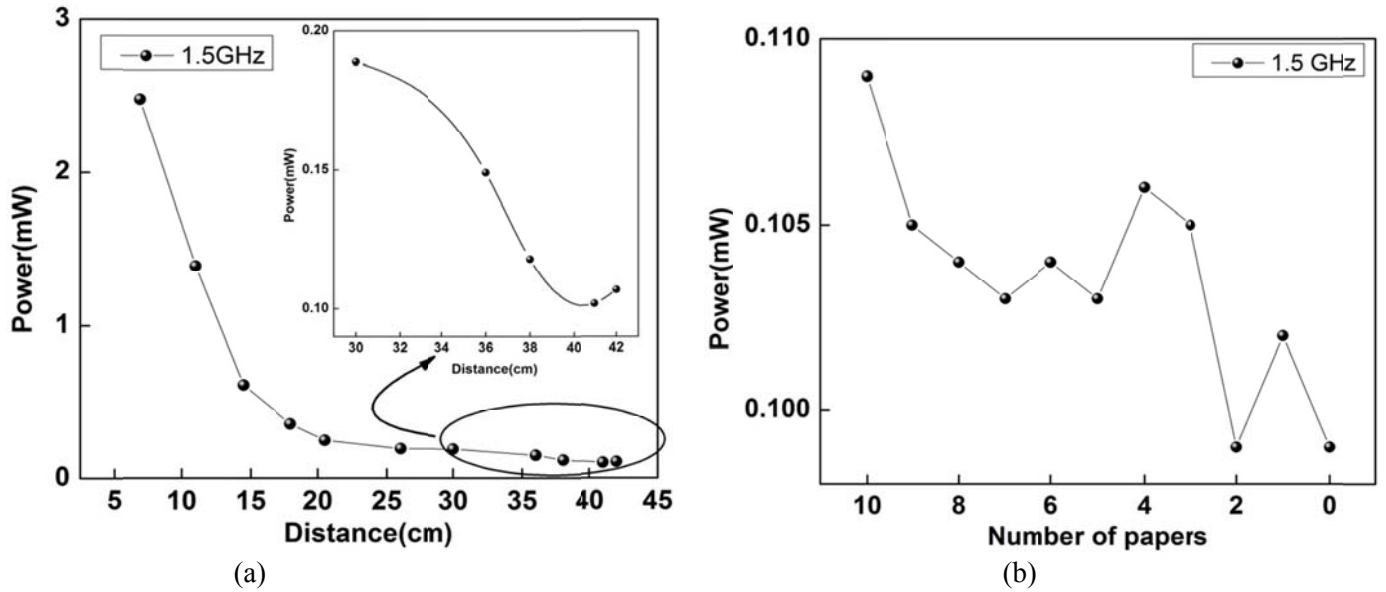 3
2
1
0
Power(mW)
1.5GHz
0.20
0.15
0.10
Power(mW)
30 32 34 36 38 40 42
Distance(cm)
5 10 15 20 25 30 35 40 45
Distance(cm)
(a)
0.110
0.105
0.100
Power(mW)
1.5 GHz
10 8 6 4 2 0
Number of papers
(b)